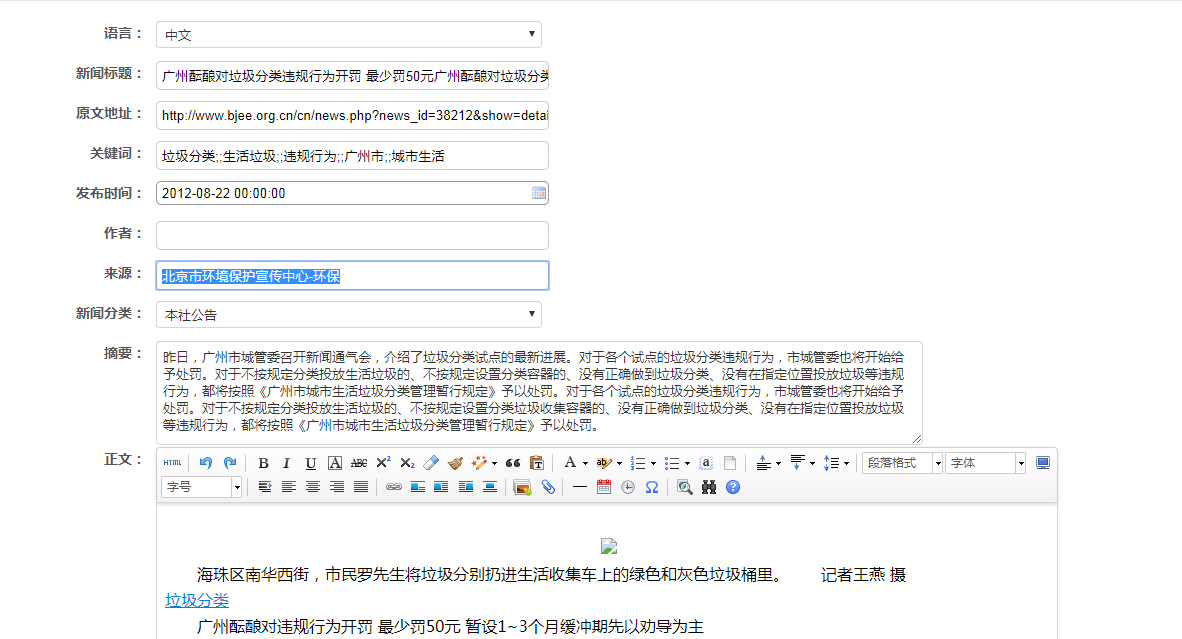 语言： 中文
新闻标题： 广州酝酿对垃圾分类违规行为开罚 最少罚50元广州酝酿对垃圾分类
原文地址： http://www.bjee.org.cn/cn/news.php?news_id=38212&show=detai
关键词： 垃圾分类;;生活垃圾;;违规行为;;广州市;;城市生活
发布时间： 2012-08-22 00:00:00
作者：
来源： 北京市环境保护宣传中心-环保
新闻分类： 本社公告
摘要： 昨日，广州市城管委召开新闻通气会，介绍了垃圾分类试点的最新进展。对于各个试点的垃圾分类违规行为，市城管委也将开始给
予处罚。对于不按规定分类投放生活垃圾的、不按规定设置分类容器的、没有正确做到垃圾分类、没有在指定位置投放垃圾等违规
行为，都将按照《广州市城市生活垃圾分类管理暂行规定》予以处罚。对于各个试点的垃圾分类违规行为，市城管委也将开始给予
处罚。对于不按规定分类投放生活垃圾的、不按规定设置分类垃圾收集容器的、没有正确做到垃圾分类、没有在指定位置投放垃圾
等违规行为，都将按照《广州市城市生活垃圾分类管理暂行规定》予以处罚。
正文： HTML B I U A ABC X² X₂ A ab a 段落格式 字体
字号
海珠区南华西街，市民罗先生将垃圾分别扔进生活收集车上的绿色和灰色垃圾桶里。 记者王燕 摄
垃圾分类
广州酝酿对违规行为开罚 最少罚50元 暂设1~3个月缓冲期先以劝导为主